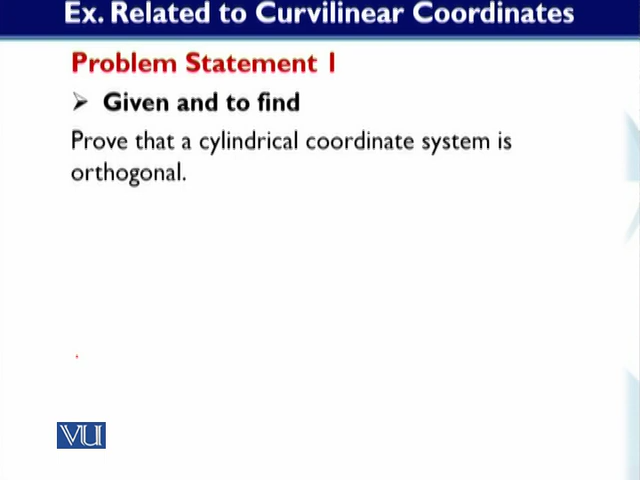 Ex. Related to Curvilinear Coordinates
Problem Statement 1
➢ Given and to find
Prove that a cylindrical coordinate system is
orthogonal.
VU